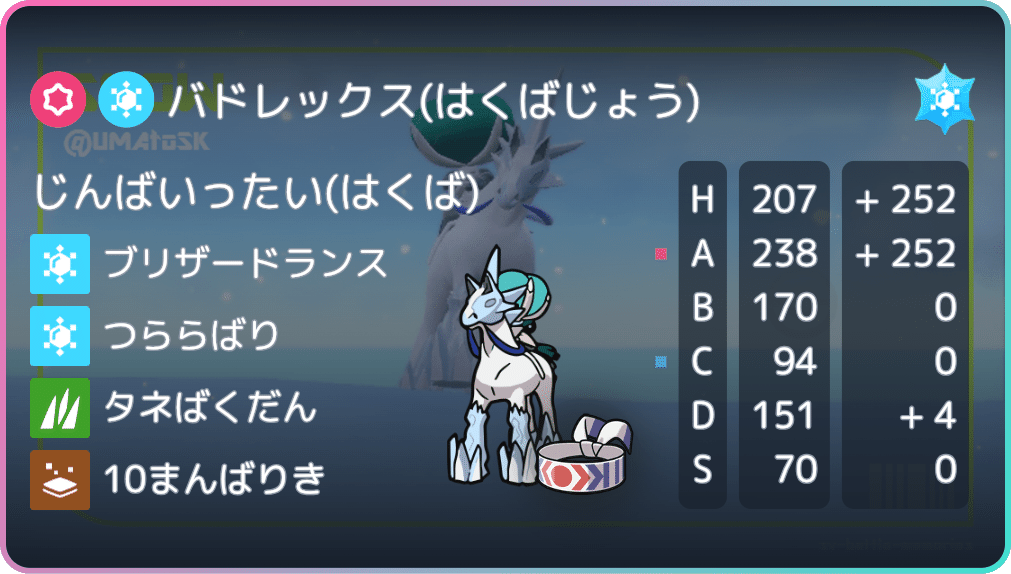 バドレックス(はくばじょう)
@UMAtoSK
じんばいったい(はくば)
ブリザードランス
つららばり
タネばくだん
10まんばりき
H 207 + 252
A 238 + 252
B 170 0
C 94 0
D 151 + 4
S 70 0